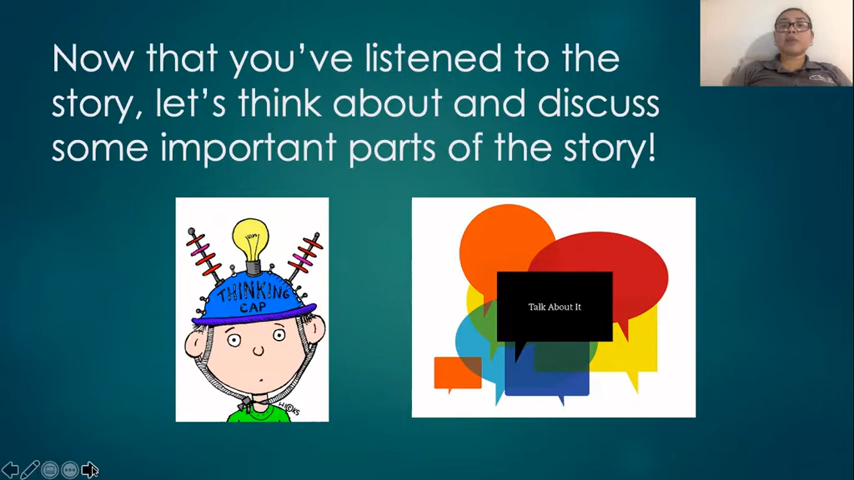 Now that you've listened to the
story, let's think about and discuss
some important parts of the story!
THINKING
CAP
Talk About It